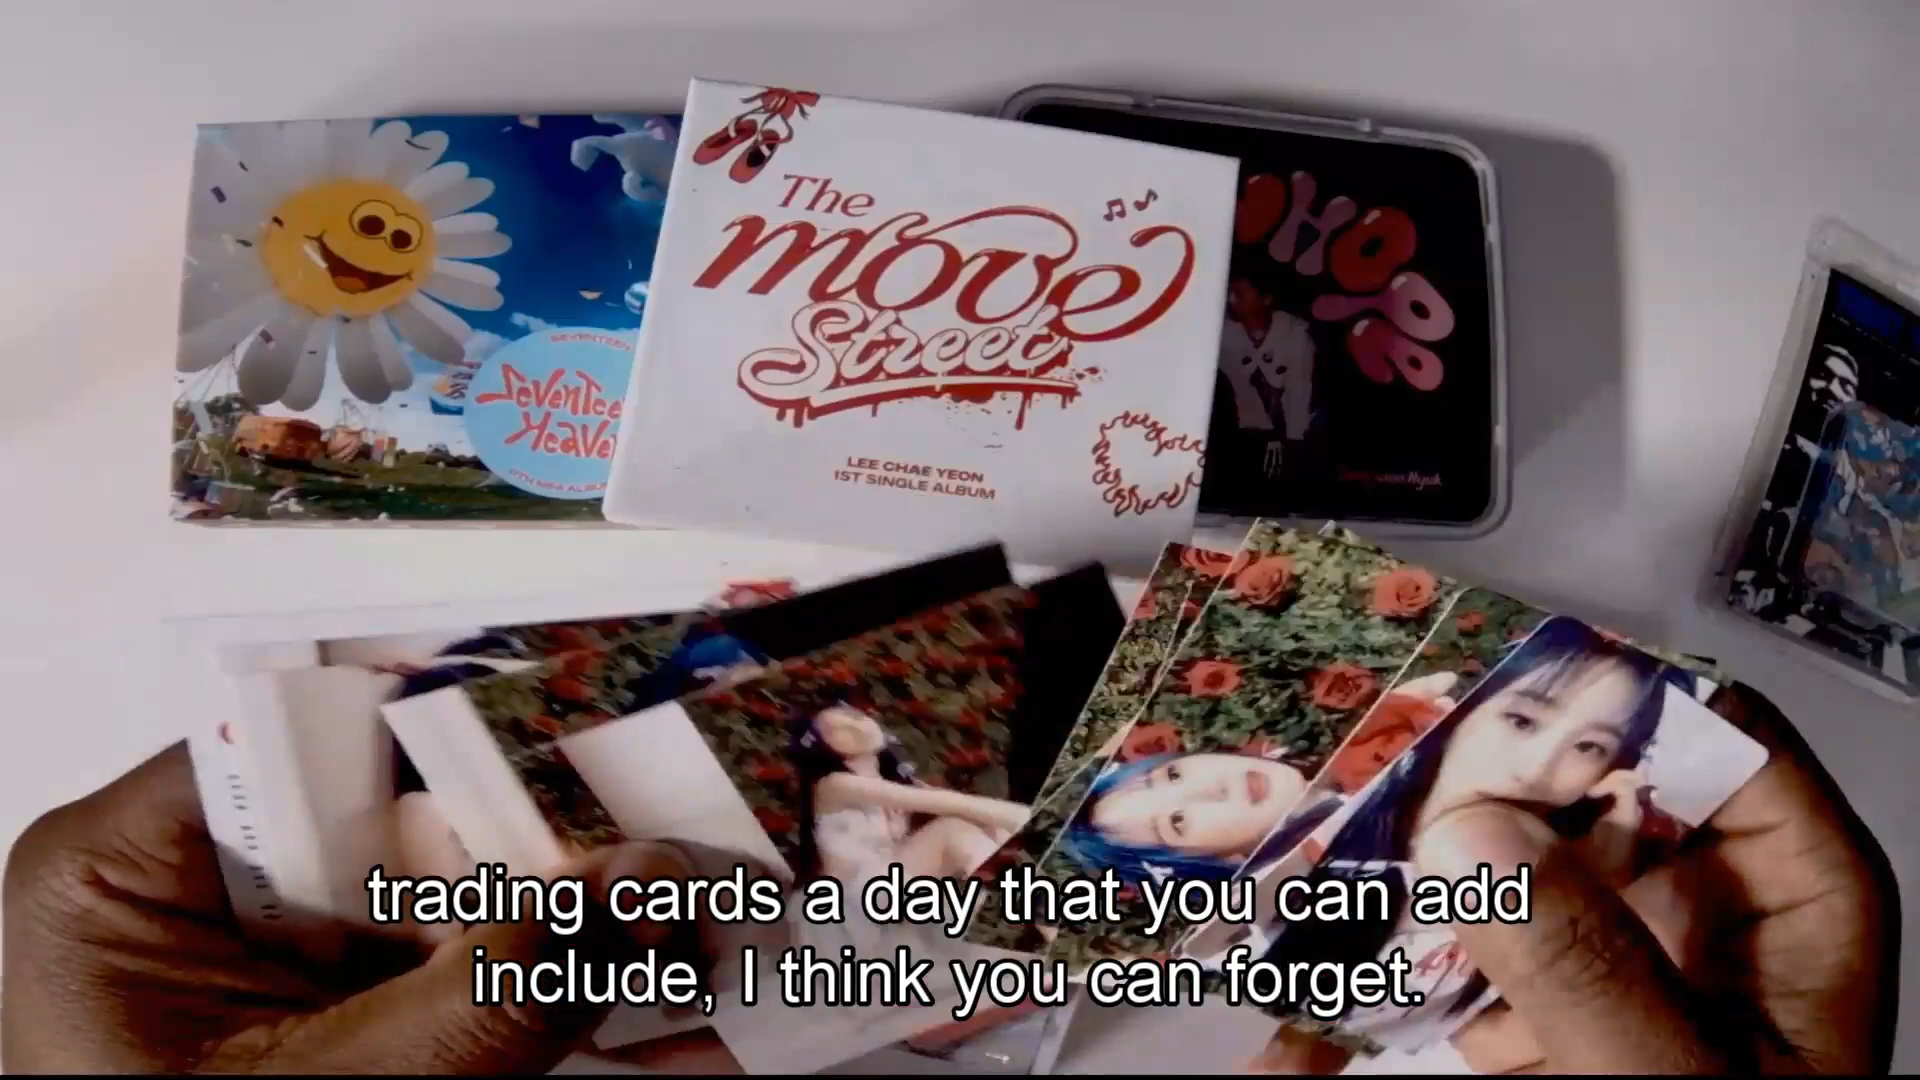 The
move
Street
LEE CHAE YEON
1ST SINGLE ALBUM
SEVENTEEN
Seventeen
Heaven
HOPE
trading cards a day that you can add
include, I think you can forget.